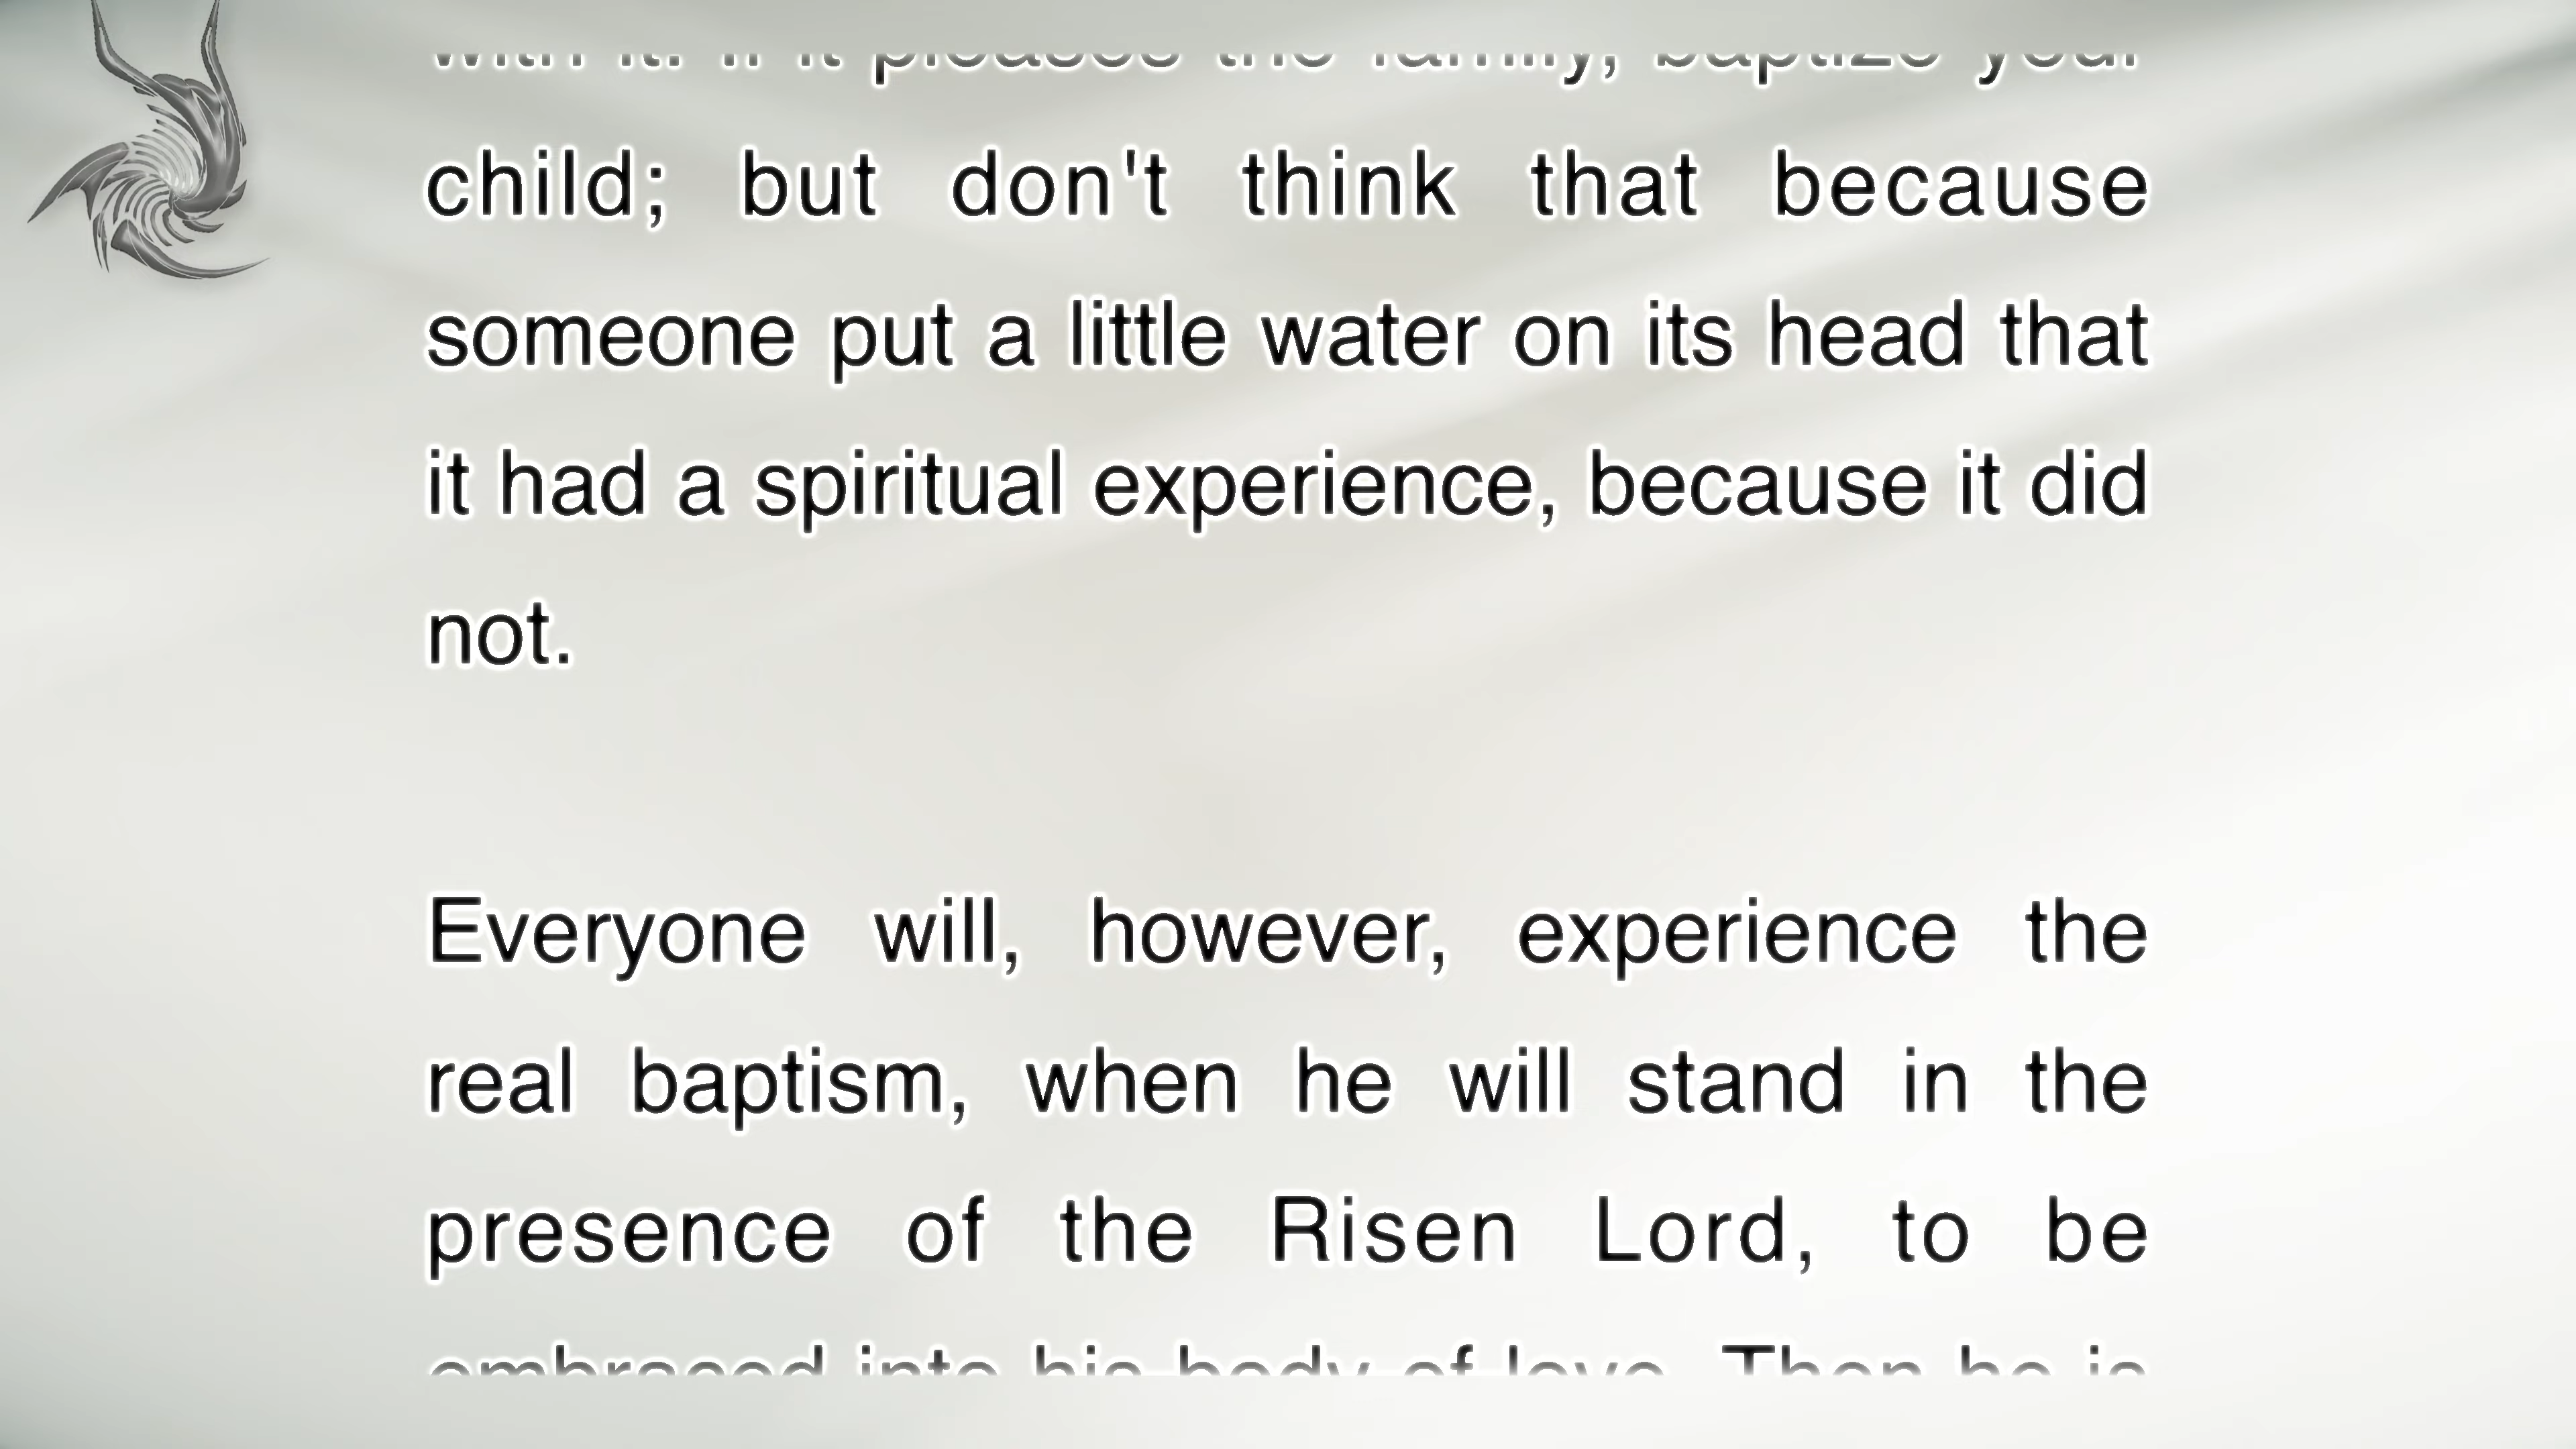 with it. If it pleases the family, baptize your
child; but don't think that because
someone put a little water on its head that
it had a spiritual experience, because it did
not.
Everyone will, however, experience the
real baptism, when he will stand in the
presence of the Risen Lord, to be
embraced into his body of love. Then he is